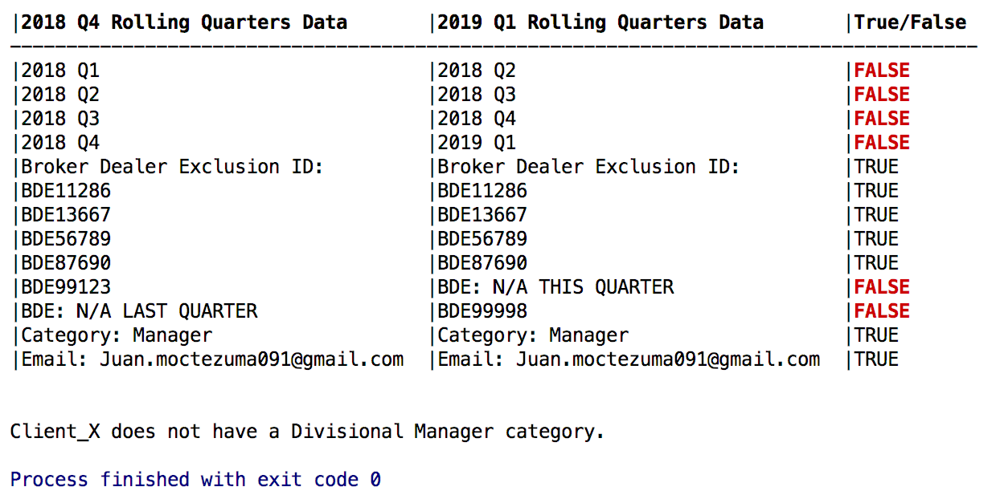 |2018 Q4 Rolling Quarters Data |2019 Q1 Rolling Quarters Data |True/False
--------------------------------------------------------------------------------------
|2018 Q1 |2018 Q2 |FALSE
|2018 Q2 |2018 Q3 |FALSE
|2018 Q3 |2018 Q4 |FALSE
|2018 Q4 |2019 Q1 |FALSE
|Broker Dealer Exclusion ID: |Broker Dealer Exclusion ID: |TRUE
|BDE11286 |BDE11286 |TRUE
|BDE13667 |BDE13667 |TRUE
|BDE56789 |BDE56789 |TRUE
|BDE87690 |BDE87690 |TRUE
|BDE99123 |BDE: N/A THIS QUARTER |FALSE
|BDE: N/A LAST QUARTER |BDE99998 |FALSE
|Category: Manager |Category: Manager |TRUE
|Email: Juan.moctezuma091@gmail.com |Email: Juan.moctezuma091@gmail.com |TRUE
Client_X does not have a Divisional Manager category.
Process finished with exit code 0